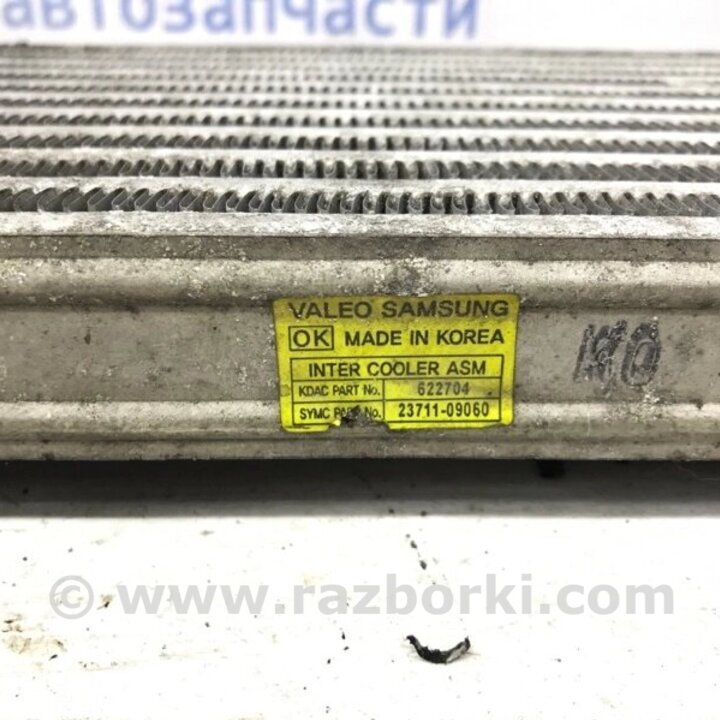 автозапчасти
VALEO SAMSUNG
OK MADE IN KOREA
INTER COOLER ASM
KDAC PART No. 622704
SYMC PART No. 23711-09060
© www.razborki.com